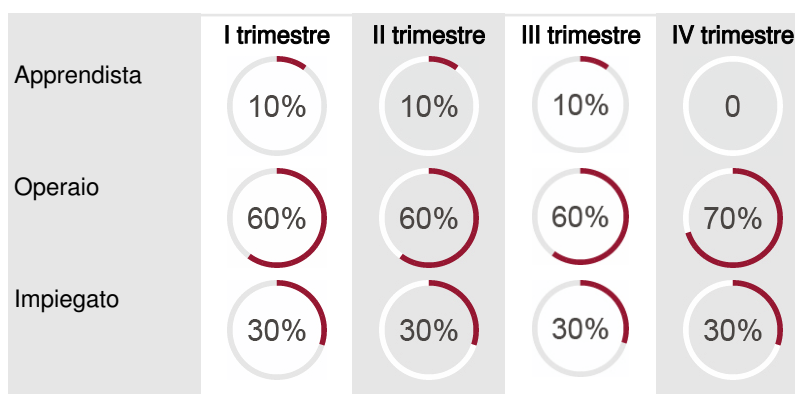 I trimestre II trimestre III trimestre IV trimestre
Apprendista
10% 10% 10% 0
Operaio
60% 60% 60% 70%
Impiegato
30% 30% 30% 30%